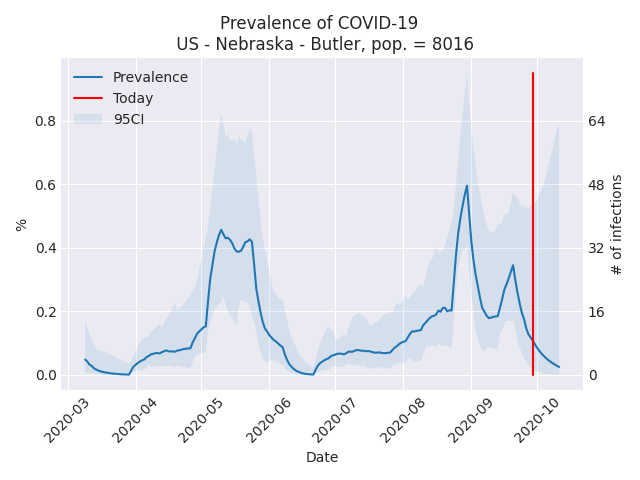 Prevalence of COVID-19
US - Nebraska - Butler, pop. = 8016
Prevalence
Today
95CI
0.8
0.6
0.4
0.2
0.0
%
64
48
32
16
0
# of infections
2020-03
2020-04
2020-05
2020-06
2020-07
2020-08
2020-09
2020-10
Date